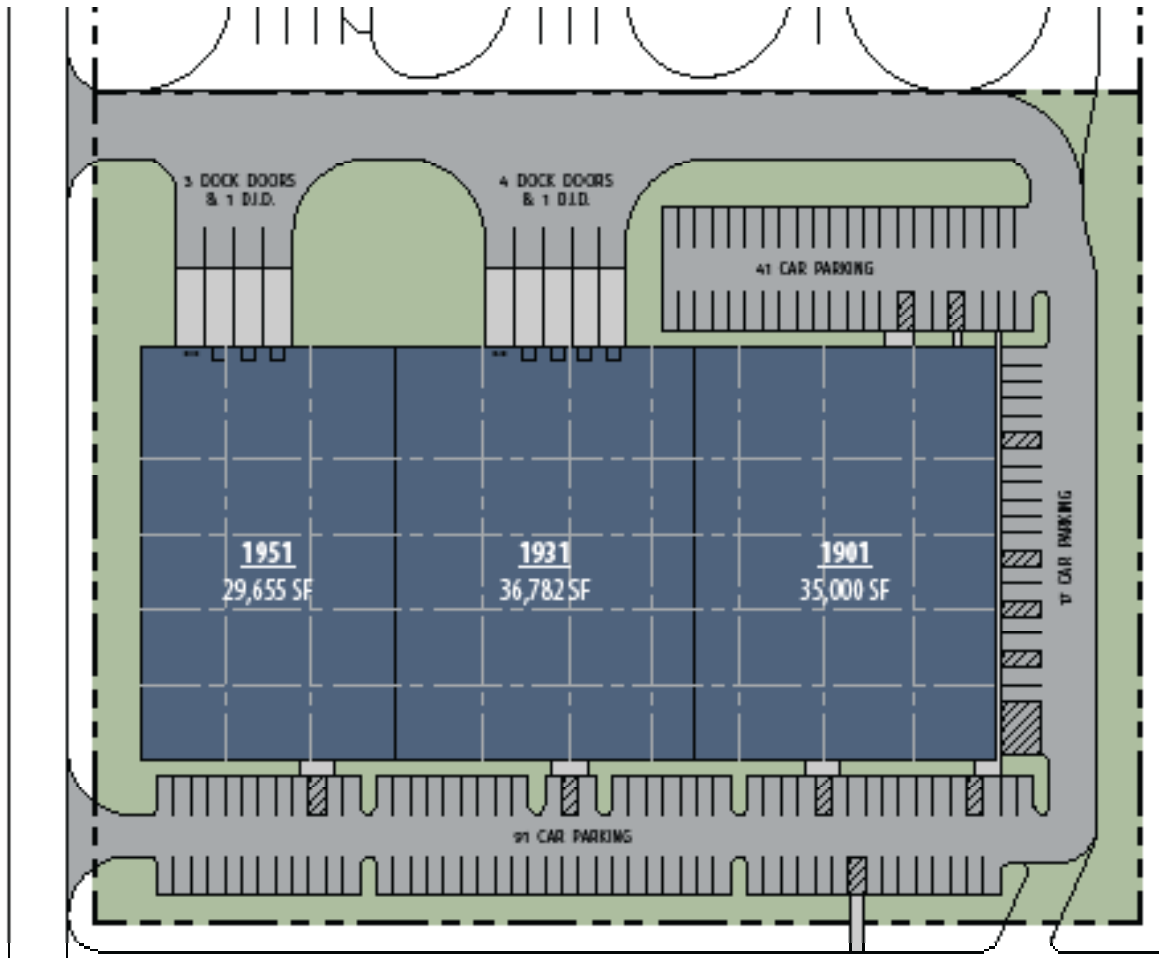 3 DOCK DOORS
& 1 D.I.D.
4 DOCK DOORS
& 1 D.I.D.
41 CAR PARKING
1951
29,655 SF
1931
36,782 SF
1901
35,000 SF
17 CAR PARKING
91 CAR PARKING